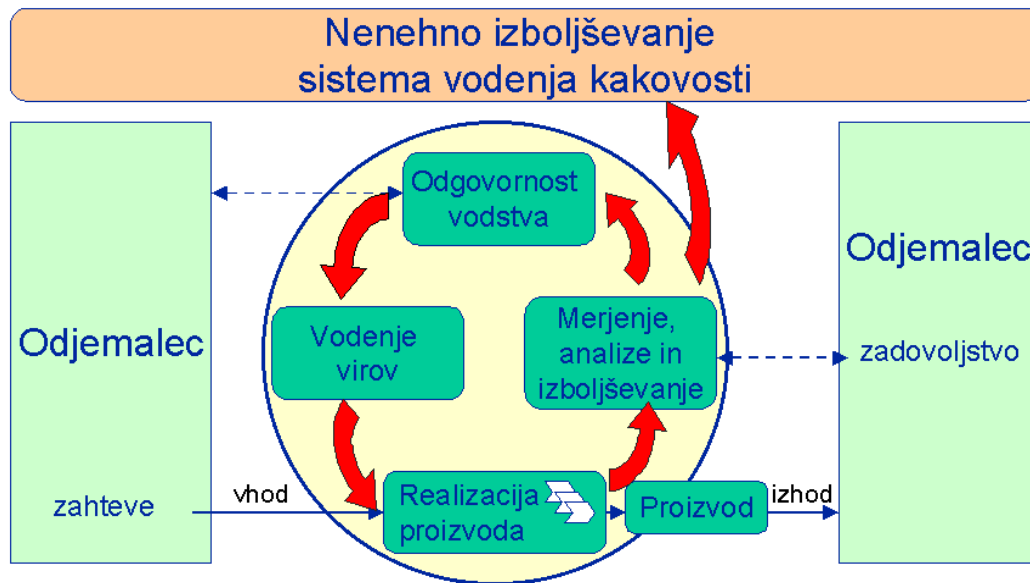 Nenehno izboljševanje
sistema vodenja kakovosti
Odgovornost
vodstva
Odjemalec
Odjemalec
Vodenje
virov
Merjenje,
analize in
izboljševanje
zadovoljstvo
zahteve
vhod
Realizacija
proizvoda
Proizvod
izhod